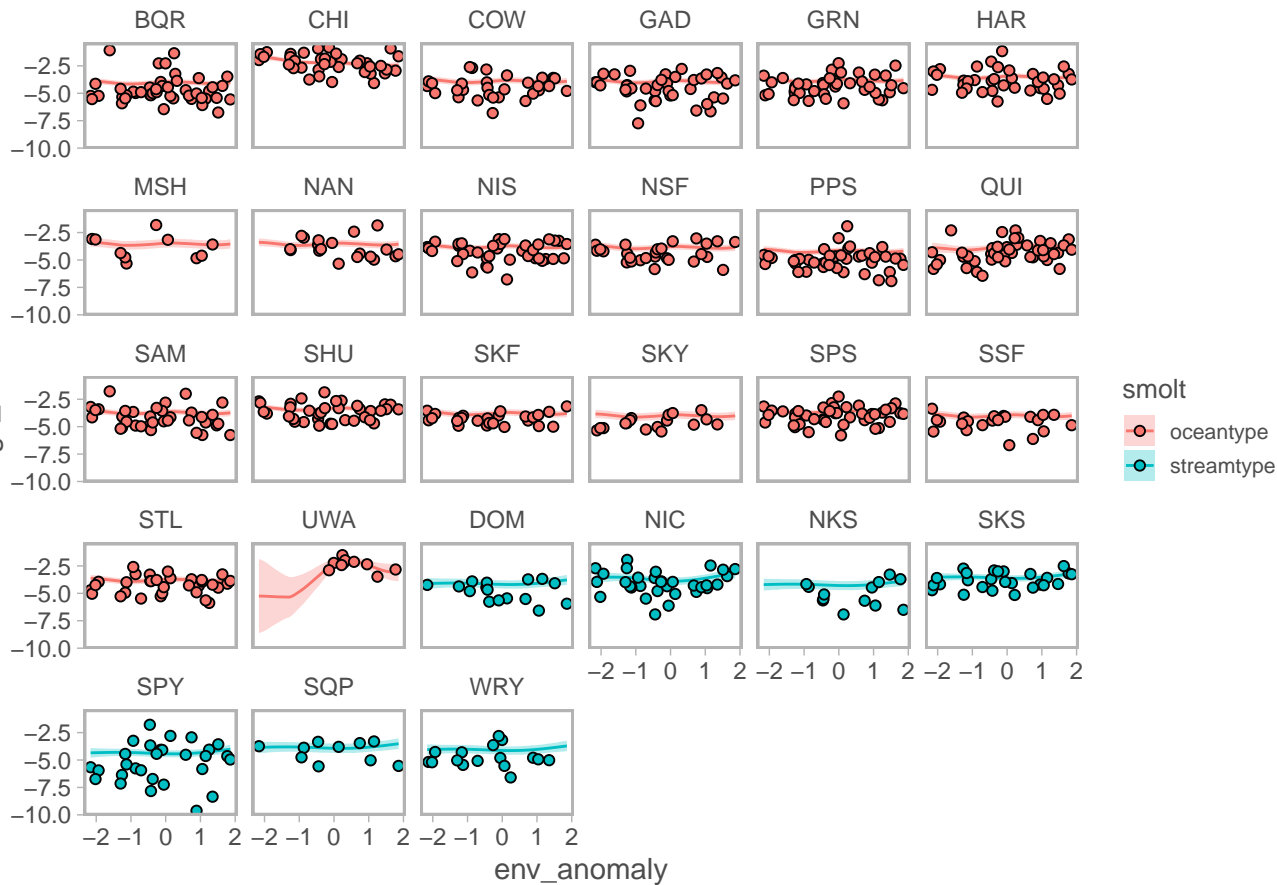 BQR CHI COW GAD GRN HAR
−2.5
−5.0
−7.5
−10.0
MSH NAN NIS NSF PPS QUI
−2.5
−5.0
−7.5
−10.0
SAM SHU SKF SKY SPS SSF
−2.5
−5.0
−7.5
−10.0
smolt
oceantype
streamtype
STL UWA DOM NIC NKS SKS
−2.5
−5.0
−7.5
−10.0
−2 −1 0 1 2 −2 −1 0 1 2 −2 −1 0 1 2
SPY SQP WRY
−2.5
−5.0
−7.5
−10.0
−2 −1 0 1 2 −2 −1 0 1 2 −2 −1 0 1 2
env_anomaly